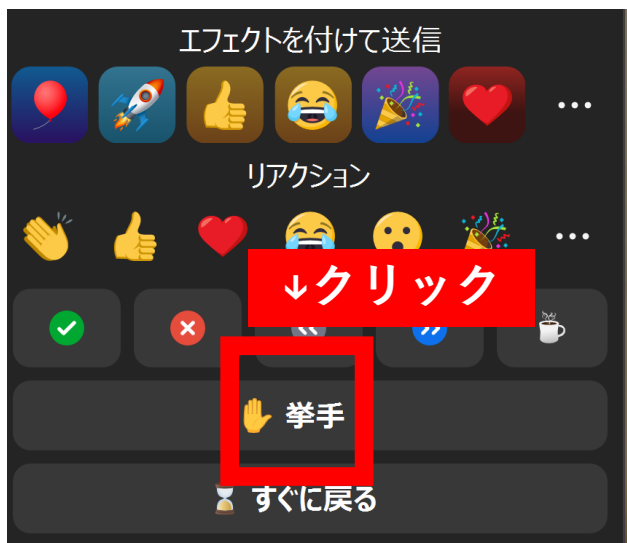 エフェクトを付けて送信
リアクション
↓クリック
挙手
すぐに戻る